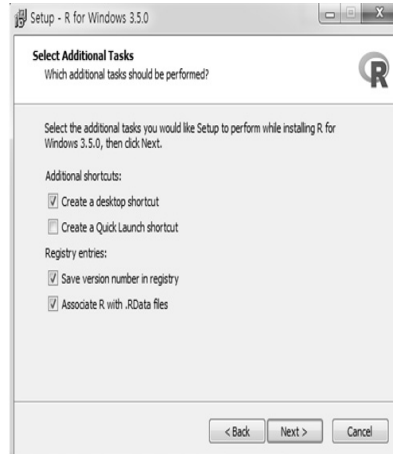 Setup - R for Windows 3.5.0
Select Additional Tasks
Which additional tasks should be performed?
R
Select the additional tasks you would like Setup to perform while installing R for
Windows 3.5.0, then click Next.
Additional shortcuts:
Create a desktop shortcut
Create a Quick Launch shortcut
Registry entries:
Save version number in registry
Associate R with .RData files
< Back Next > Cancel